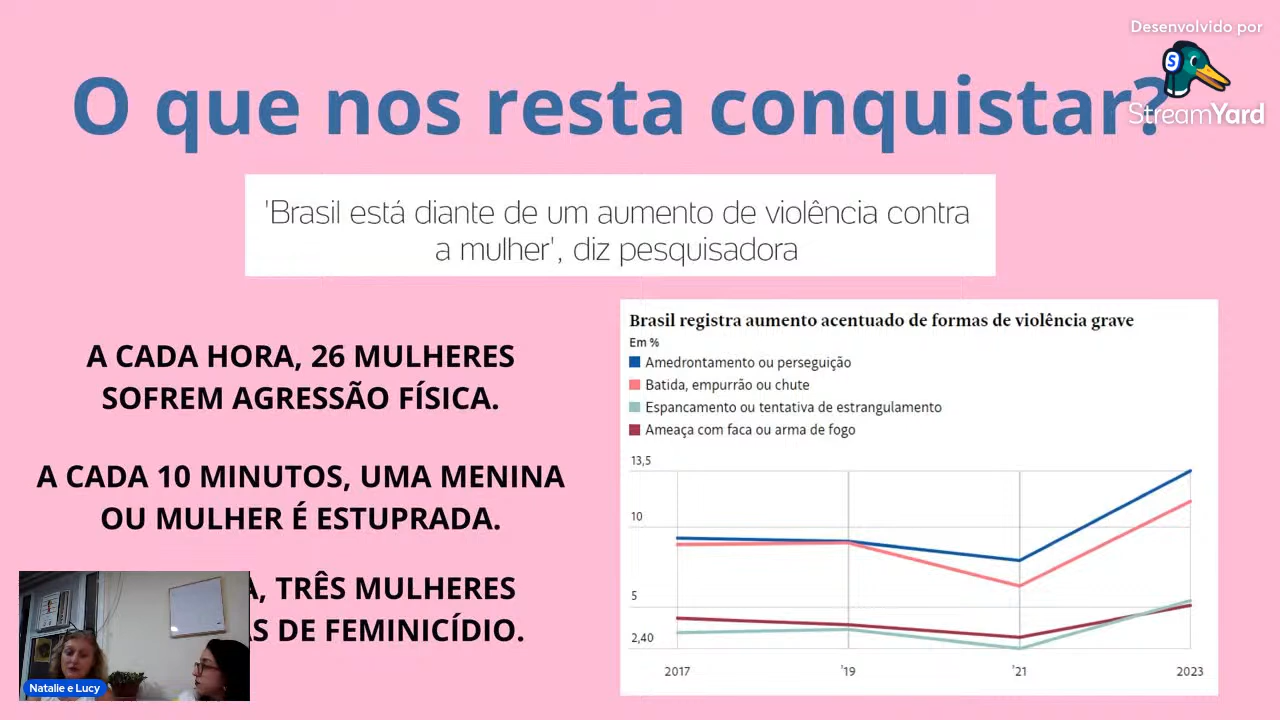 Desenvolvido por
StreamYard
O que nos resta conquistar?
'Brasil está diante de um aumento de violência contra
a mulher', diz pesquisadora
A CADA HORA, 26 MULHERES
SOFREM AGRESSÃO FÍSICA.
A CADA 10 MINUTOS, UMA MENINA
OU MULHER É ESTUPRADA.
, TRÊS MULHERES
DE FEMINICÍDIO.
Natalie e Lucy
Brasil registra aumento acentuado de formas de violência grave
Em %
Amedrontamento ou perseguição
Batida, empurrão ou chute
Espancamento ou tentativa de estrangulamento
Ameaça com faca ou arma de fogo
13,5
10
5
2,40
2017 '19 '21 2023